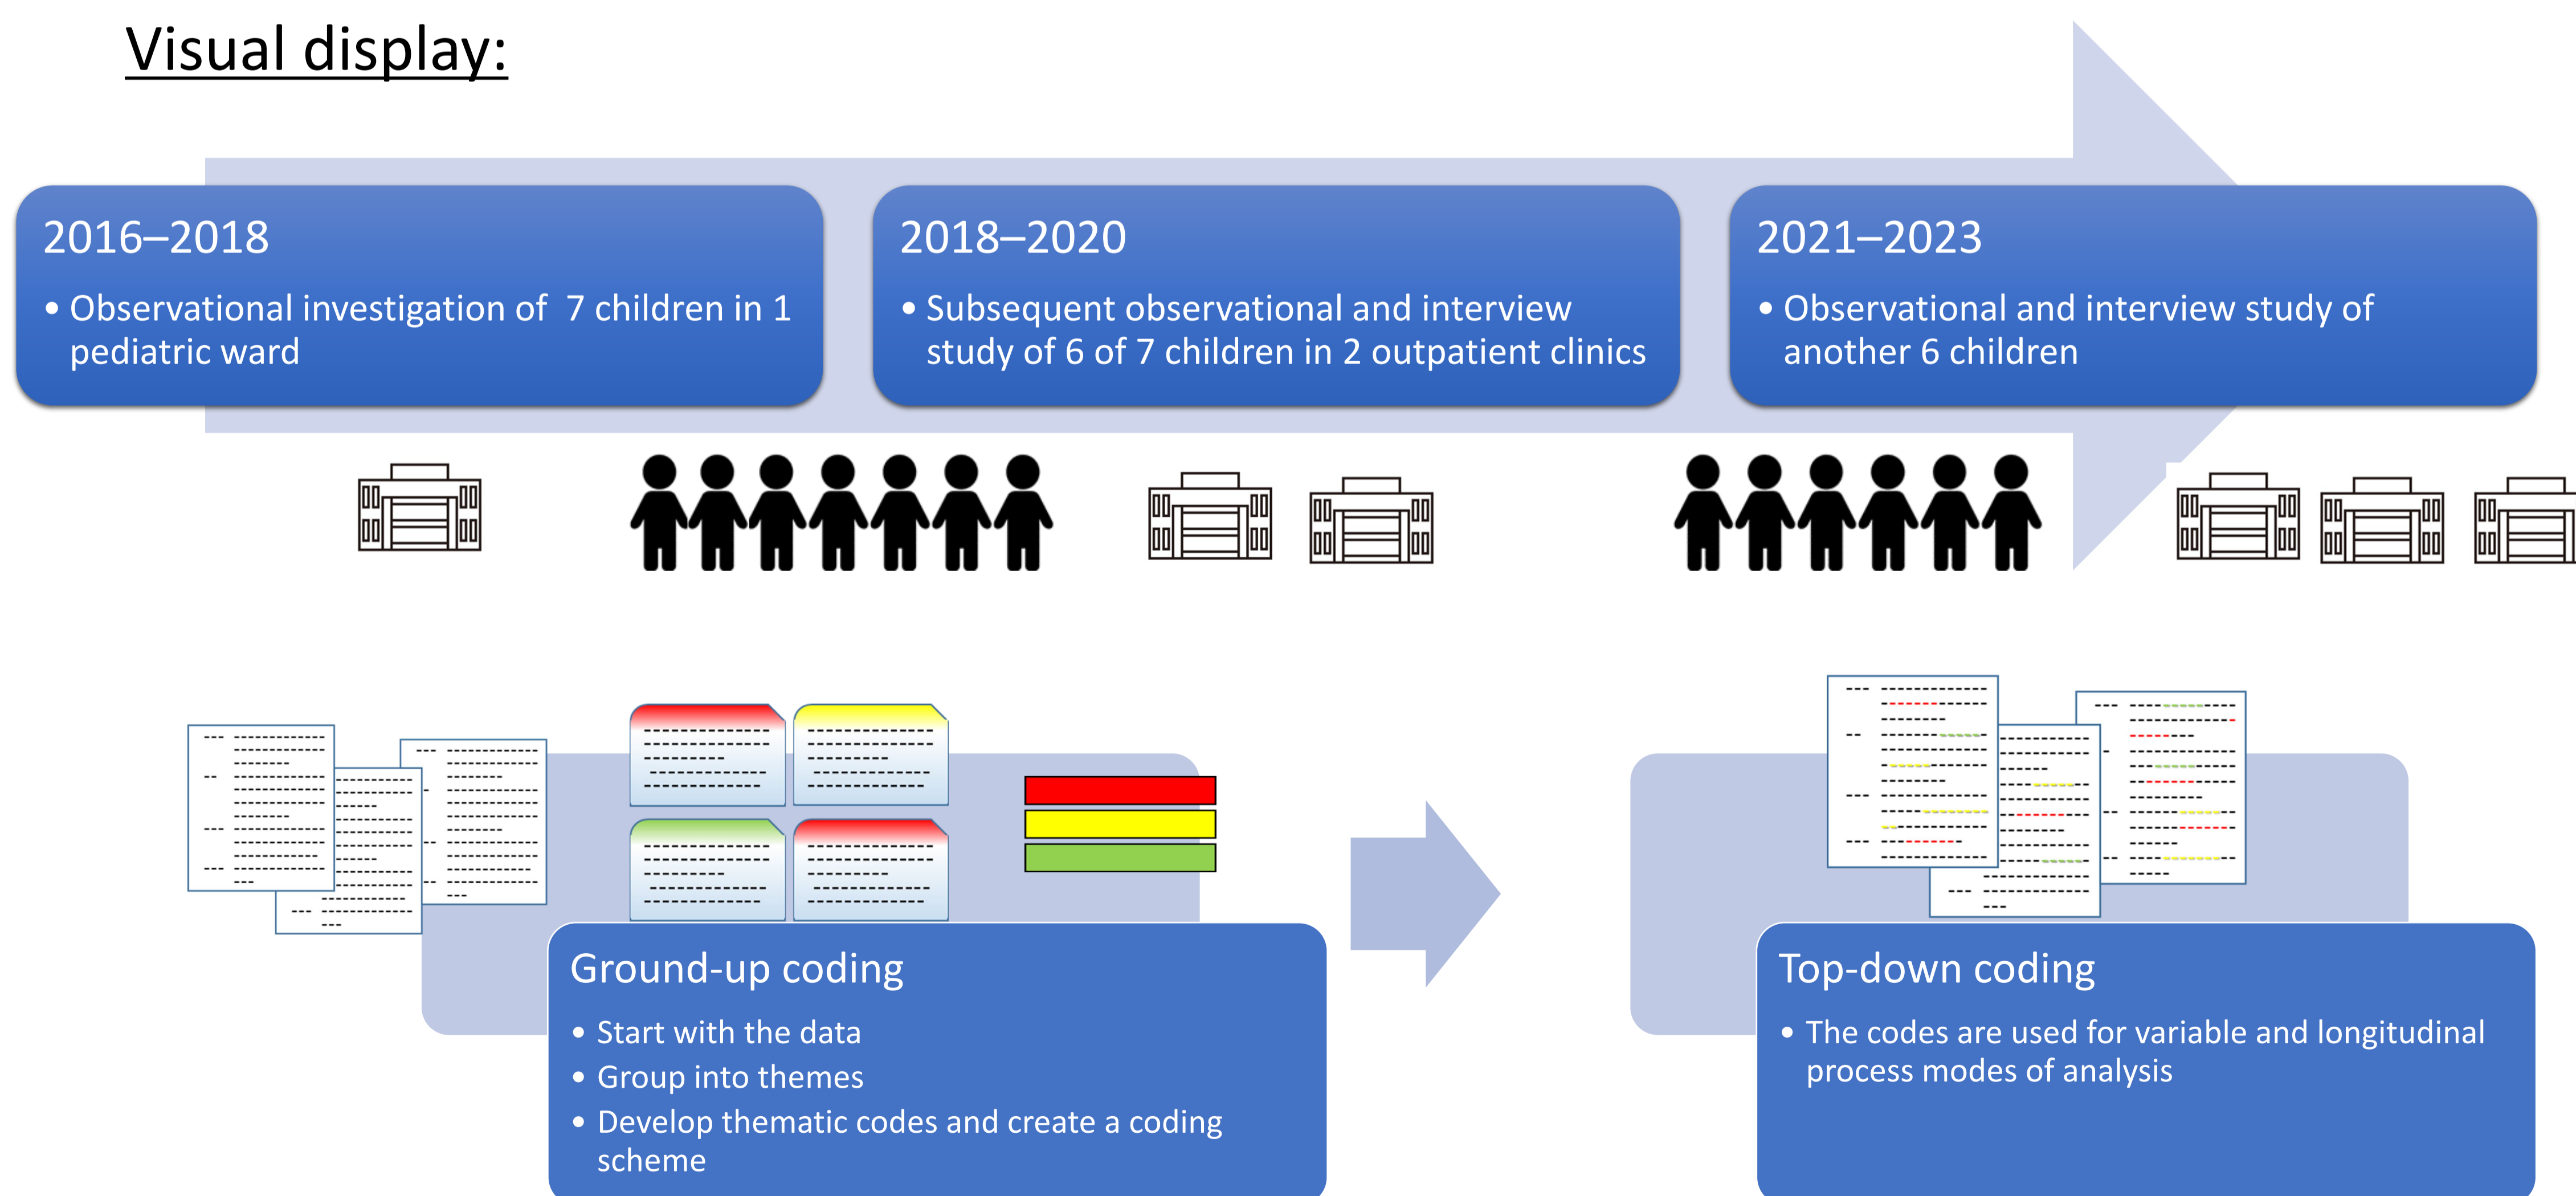 Visual display:
2016–2018
• Observational investigation of  7 children in 1
pediatric ward
2018–2020
• Subsequent observational and interview
study of 6 of 7 children in 2 outpatient clinics
2021–2023
• Observational and interview study of
another 6 children
Ground-up coding
• Start with the data
• Group into themes
• Develop thematic codes and create a coding
scheme
Top-down coding
• The codes are used for variable and longitudinal
process modes of analysis